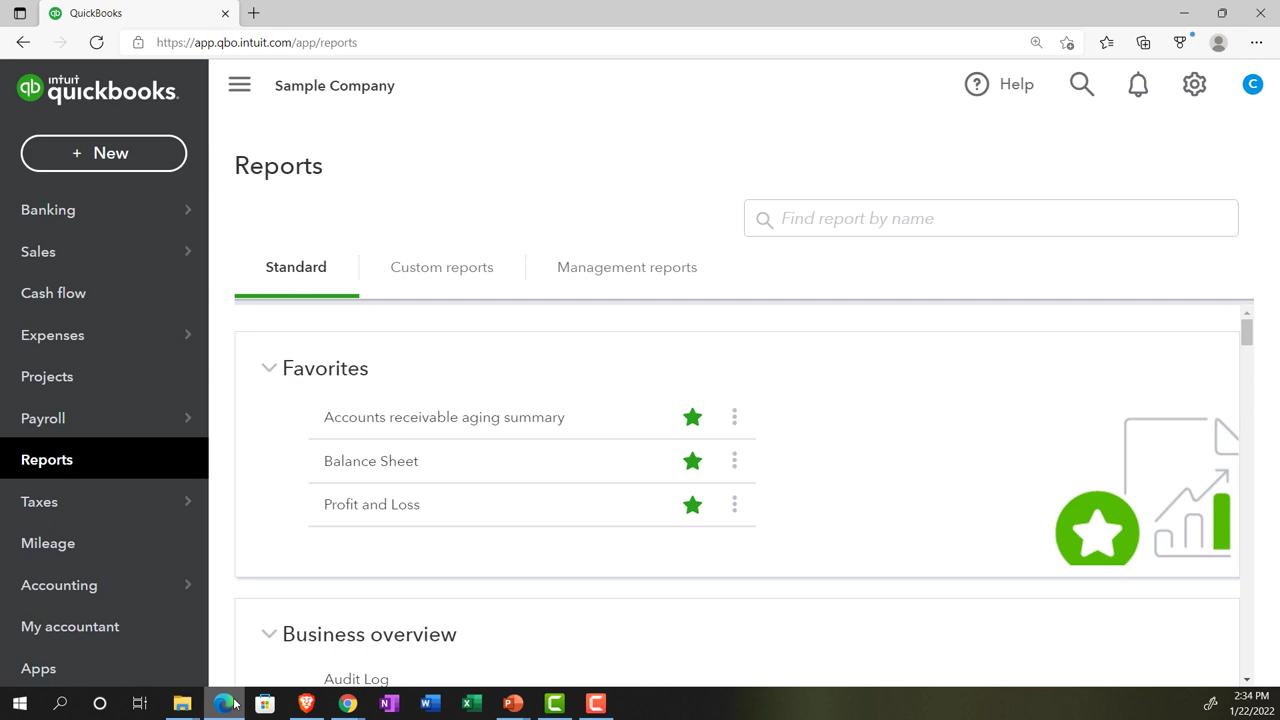 QuickBooks
https://app.qbo.intuit.com/app/reports
intuit
qb quickbooks.
Sample Company
Help
C
+ New
Banking
Sales
Cash flow
Expenses
Projects
Payroll
Reports
Taxes
Mileage
Accounting
My accountant
Apps
Reports
Find report by name
Standard
Custom reports
Management reports
Favorites
Accounts receivable aging summary
Balance Sheet
Profit and Loss
Business overview
Audit Log
2:34 PM
1/22/2022